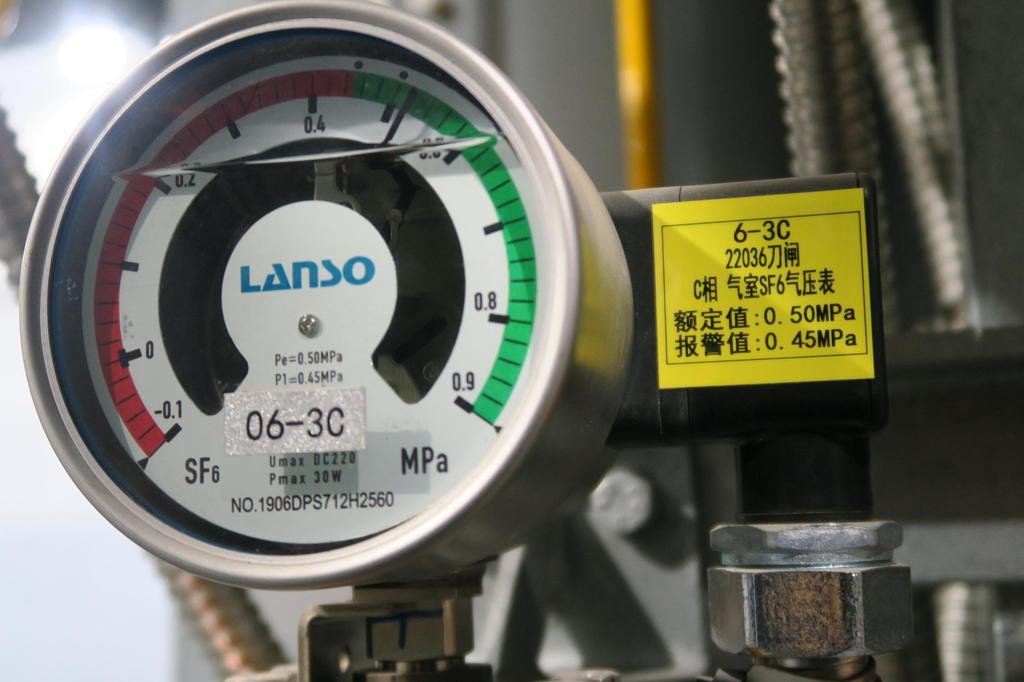 0.4
0.2
0.6
0.8
0
0.9
-0.1
LANSO
Pe=0.50MPa
P1=0.45MPa
06-3C
SF6
MPa
Umax DC220
Pmax 30W
NO.1906DPS712H2560
6-3C
22036刀闸
C相 气室SF6气压表
额定值:0.50MPa
报警值:0.45MPa
T